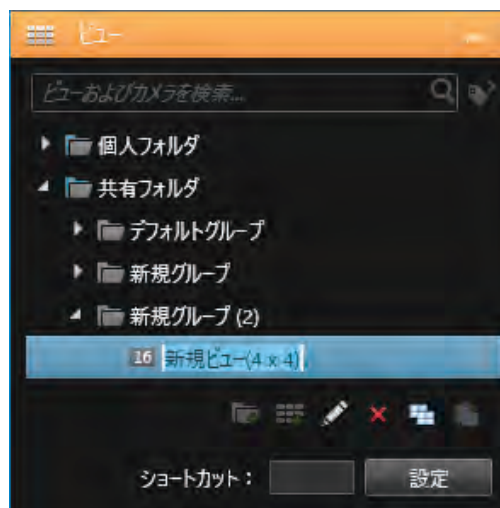 ビュー
ビューおよびカメラを検索...
個人フォルダ
共有フォルダ
デフォルトグループ
新規グループ
新規グループ (2)
16 新規ビュー(4 x 4)
ショートカット： 設定